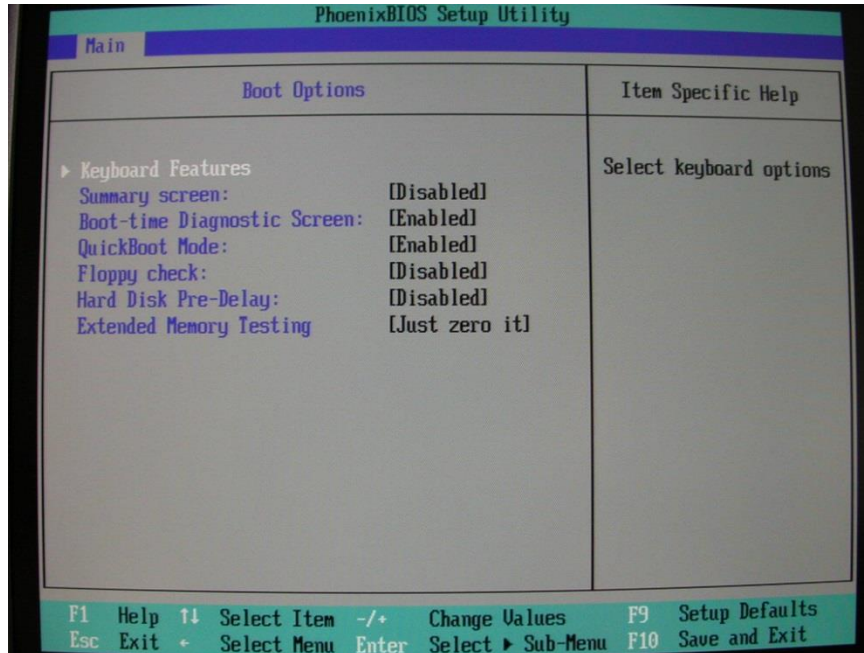 PhoenixBIOS Setup Utility
Main
Boot Options
Item Specific Help
▶ Keyboard Features
Summary screen: [Disabled]
Boot-time Diagnostic Screen: [Enabled]
QuickBoot Mode: [Enabled]
Floppy check: [Disabled]
Hard Disk Pre-Delay: [Disabled]
Extended Memory Testing [Just zero it]
Select keyboard options
F1 Help ↑↓ Select Item -/+ Change Values F9 Setup Defaults
Esc Exit ← Select Menu Enter Select ▶ Sub-Menu F10 Save and Exit